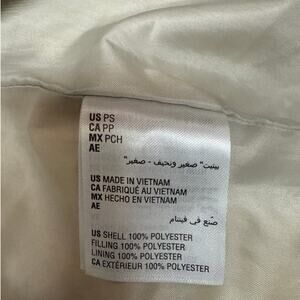 US PS
CA PP
MX PCH
AE
بيتيت" صغير ونحيف - صغير"
US MADE IN VIETNAM
CA FABRIQUÉ AU VIETNAM
MX HECHO EN VIETNAM
AE
صنع في فيتنام
US SHELL 100% POLYESTER
FILLING 100% POLYESTER
LINING 100% POLYESTER
CA EXTÉRIEUR 100% POLYESTER